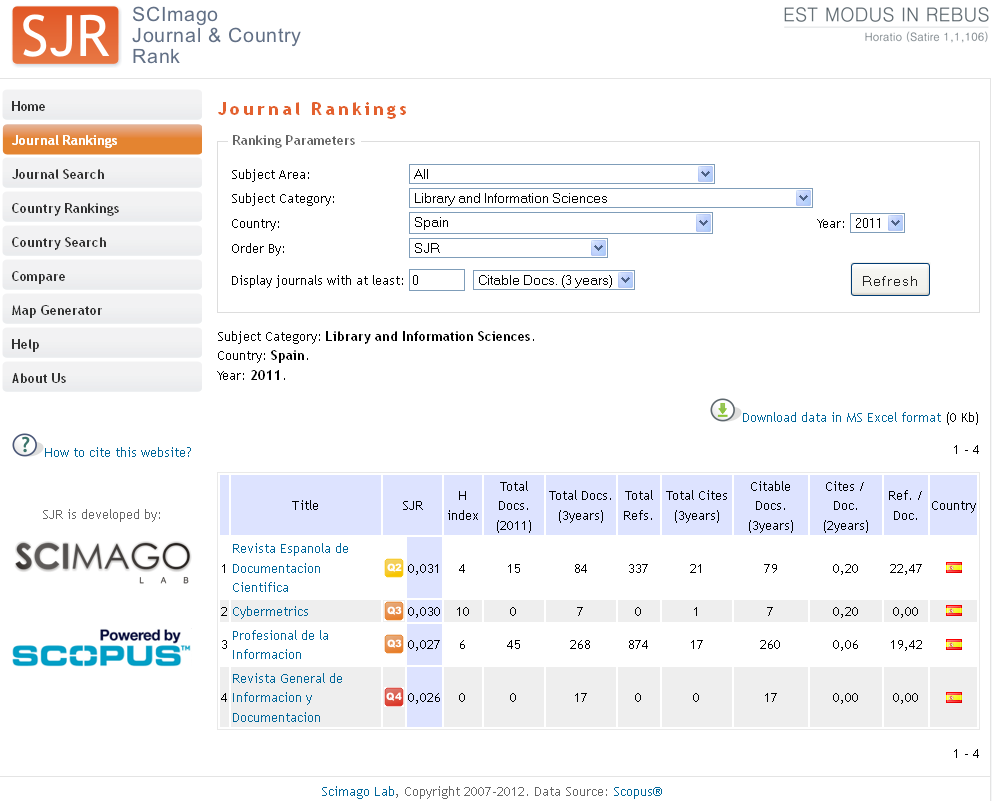 SJR
SCImago
Journal & Country
Rank
EST MODUS IN REBUS
Horatio (Satire 1,1,106)
Home
Journal Rankings
Journal Search
Country Rankings
Country Search
Compare
Map Generator
Help
About Us
? How to cite this website?
SJR is developed by:
SCIMAGO
LAB
Powered by
SCOPUS™
Journal Rankings
Ranking Parameters
Subject Area: All
Subject Category: Library and Information Sciences
Country: Spain Year: 2011
Order By: SJR
Display journals with at least: 0 Citable Docs. (3 years) Refresh
Subject Category: Library and Information Sciences.
Country: Spain.
Year: 2011.
Download data in MS Excel format (0 Kb)
1 - 4
Title SJR H index Total Docs. (2011) Total Docs. (3years) Total Refs. Total Cites (3years) Citable Docs. (3years) Cites / Doc. (2years) Ref. / Doc. Country
1 Revista Espanola de Documentacion Cientifica Q2 0,031 4 15 84 337 21 79 0,20 22,47
2 Cybermetrics Q3 0,030 10 0 7 0 1 7 0,20 0,00
3 Profesional de la Informacion Q3 0,027 6 45 268 874 17 260 0,06 19,42
4 Revista General de Informacion y Documentacion Q4 0,026 0 0 17 0 0 17 0,00 0,00
1 - 4
Scimago Lab, Copyright 2007-2012. Data Source: Scopus®